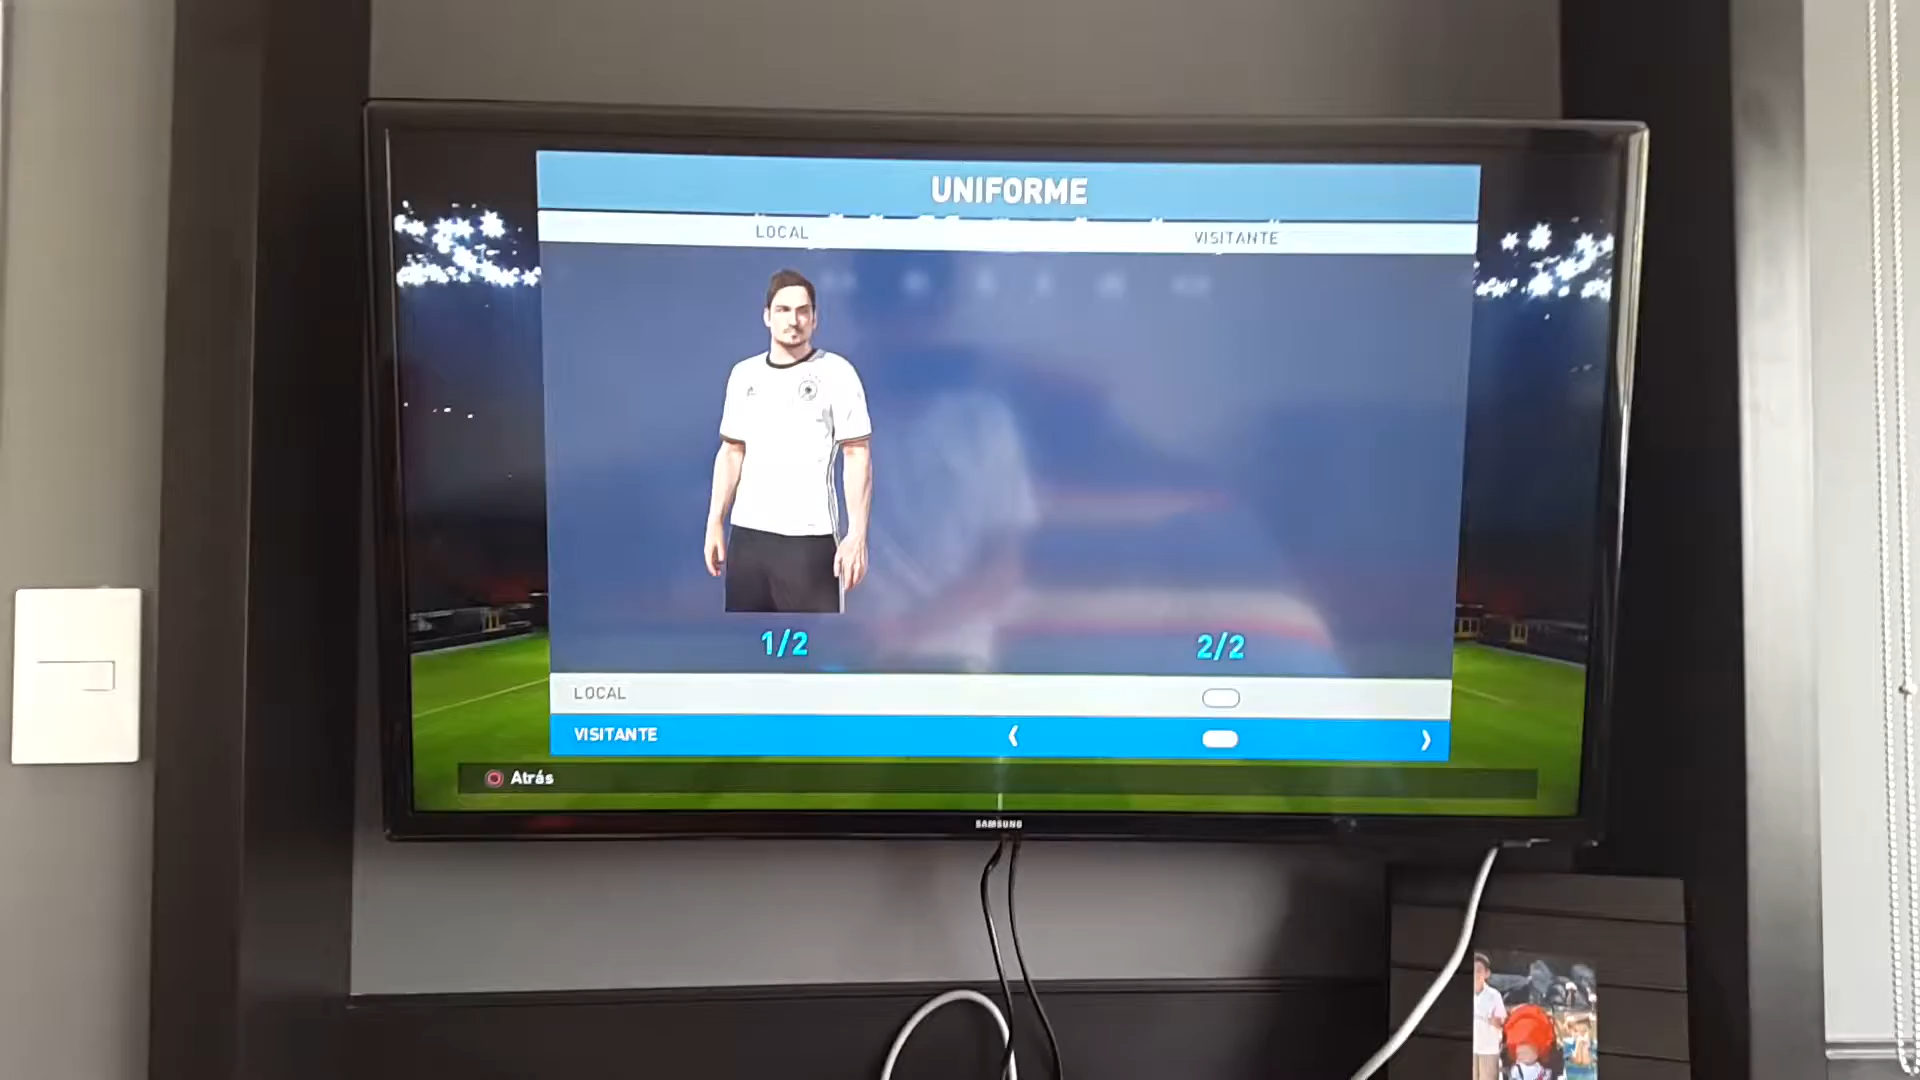 UNIFORME
LOCAL
VISITANTE
1/2
2/2
LOCAL
VISITANTE
Atrás
SAMSUNG